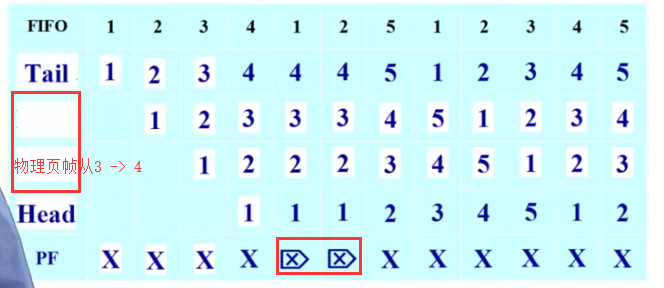 FIFO 1 2 3 4 1 2 5 1 2 3 4 5
Tail 1 2 3 4 4 4 5 1 2 3 4 5
1 2 3 3 3 4 5 1 2 3 4
物理页帧从3 -> 4 1 2 2 2 3 4 5 1 2 3
Head 1 1 1 2 3 4 5 1 2
PF X X X X ⌦ ⌦ X X X X X X